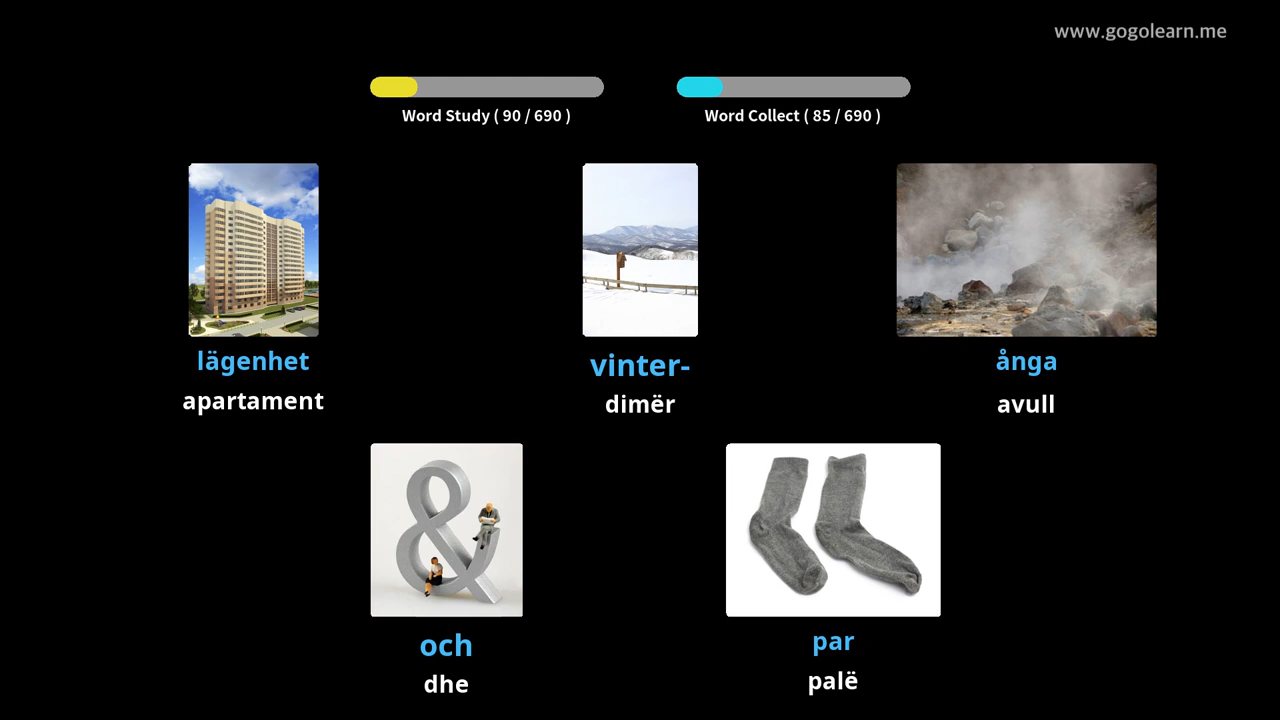 www.gogolearn.me
Word Study ( 90 / 690 )
Word Collect ( 85 / 690 )
lägenhet
apartament
vinter-
dimër
ånga
avull
&
och
dhe
par
palë